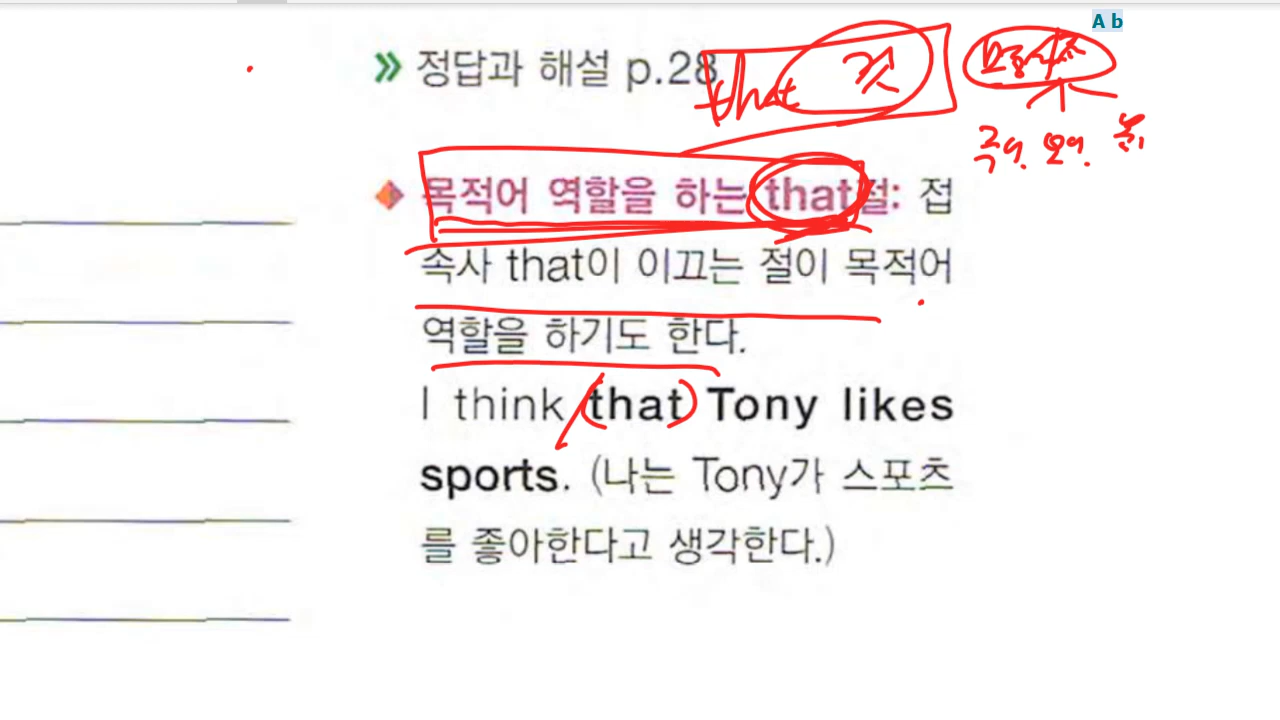 A b
» 정답과 해설 p.28
that 것
주어. 목어. 보어
목적어 역할을 하는 that절: 접
속사 that이 이끄는 절이 목적어
역할을 하기도 한다.
I think (that) Tony likes
sports. (나는 Tony가 스포츠
를 좋아한다고 생각한다.)